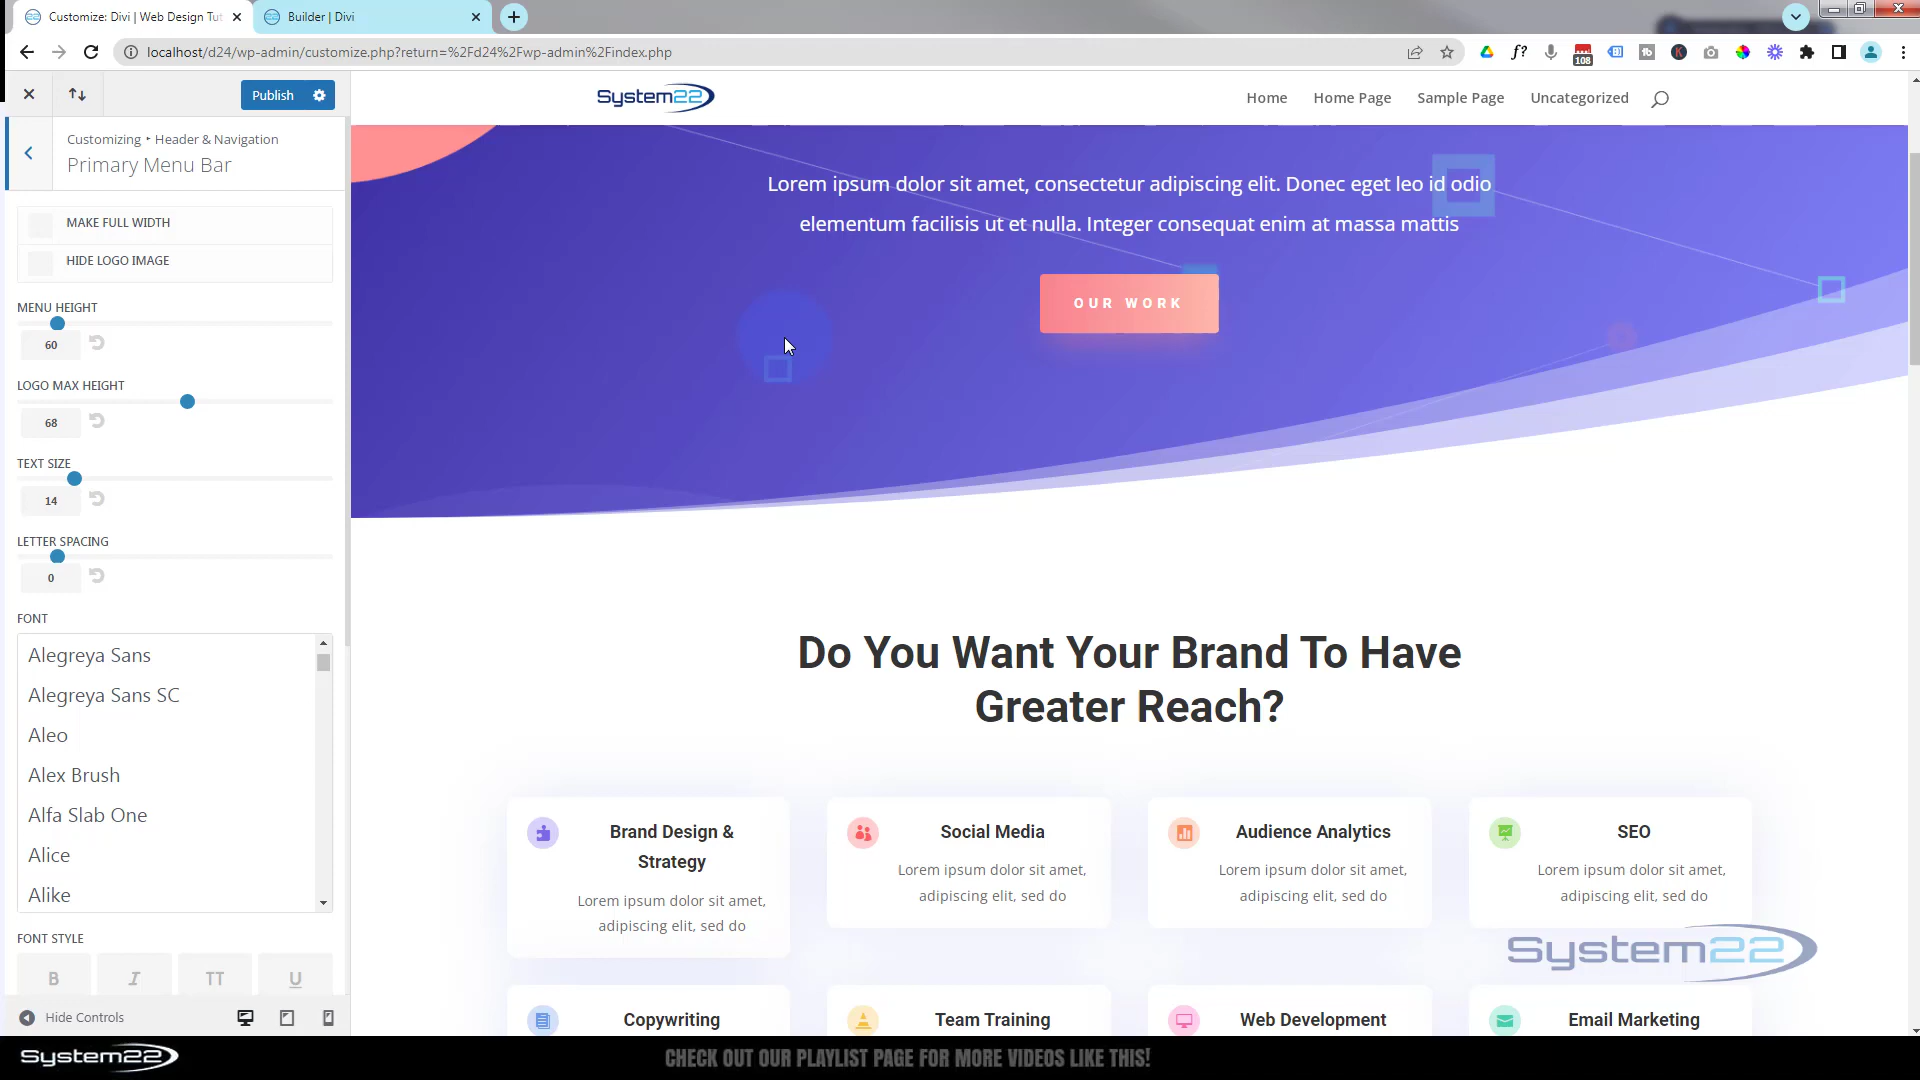 Customize: Divi | Web Design Tut
Builder | Divi
localhost/d24/wp-admin/customize.php?return=%2Fd24%2Fwp-admin%2Findex.php
f?
108
tb
K
Publish
Customizing ‣ Header & Navigation
Primary Menu Bar
MAKE FULL WIDTH
HIDE LOGO IMAGE
MENU HEIGHT
60
LOGO MAX HEIGHT
68
TEXT SIZE
14
LETTER SPACING
0
FONT
Alegreya Sans
Alegreya Sans SC
Aleo
Alex Brush
Alfa Slab One
Alice
Alike
FONT STYLE
B I TT U
Hide Controls
System22
Home Home Page Sample Page Uncategorized
Lorem ipsum dolor sit amet, consectetur adipiscing elit. Donec eget leo id odio
elementum facilisis ut et nulla. Integer consequat enim at massa mattis
OUR WORK
Do You Want Your Brand To Have
Greater Reach?
Brand Design &
Strategy
Lorem ipsum dolor sit amet,
adipiscing elit, sed do
Social Media
Lorem ipsum dolor sit amet,
adipiscing elit, sed do
Audience Analytics
Lorem ipsum dolor sit amet,
adipiscing elit, sed do
SEO
Lorem ipsum dolor sit amet,
adipiscing elit, sed do
System22
Copywriting
Team Training
Web Development
Email Marketing
System22
CHECK OUT OUR PLAYLIST PAGE FOR MORE VIDEOS LIKE THIS!